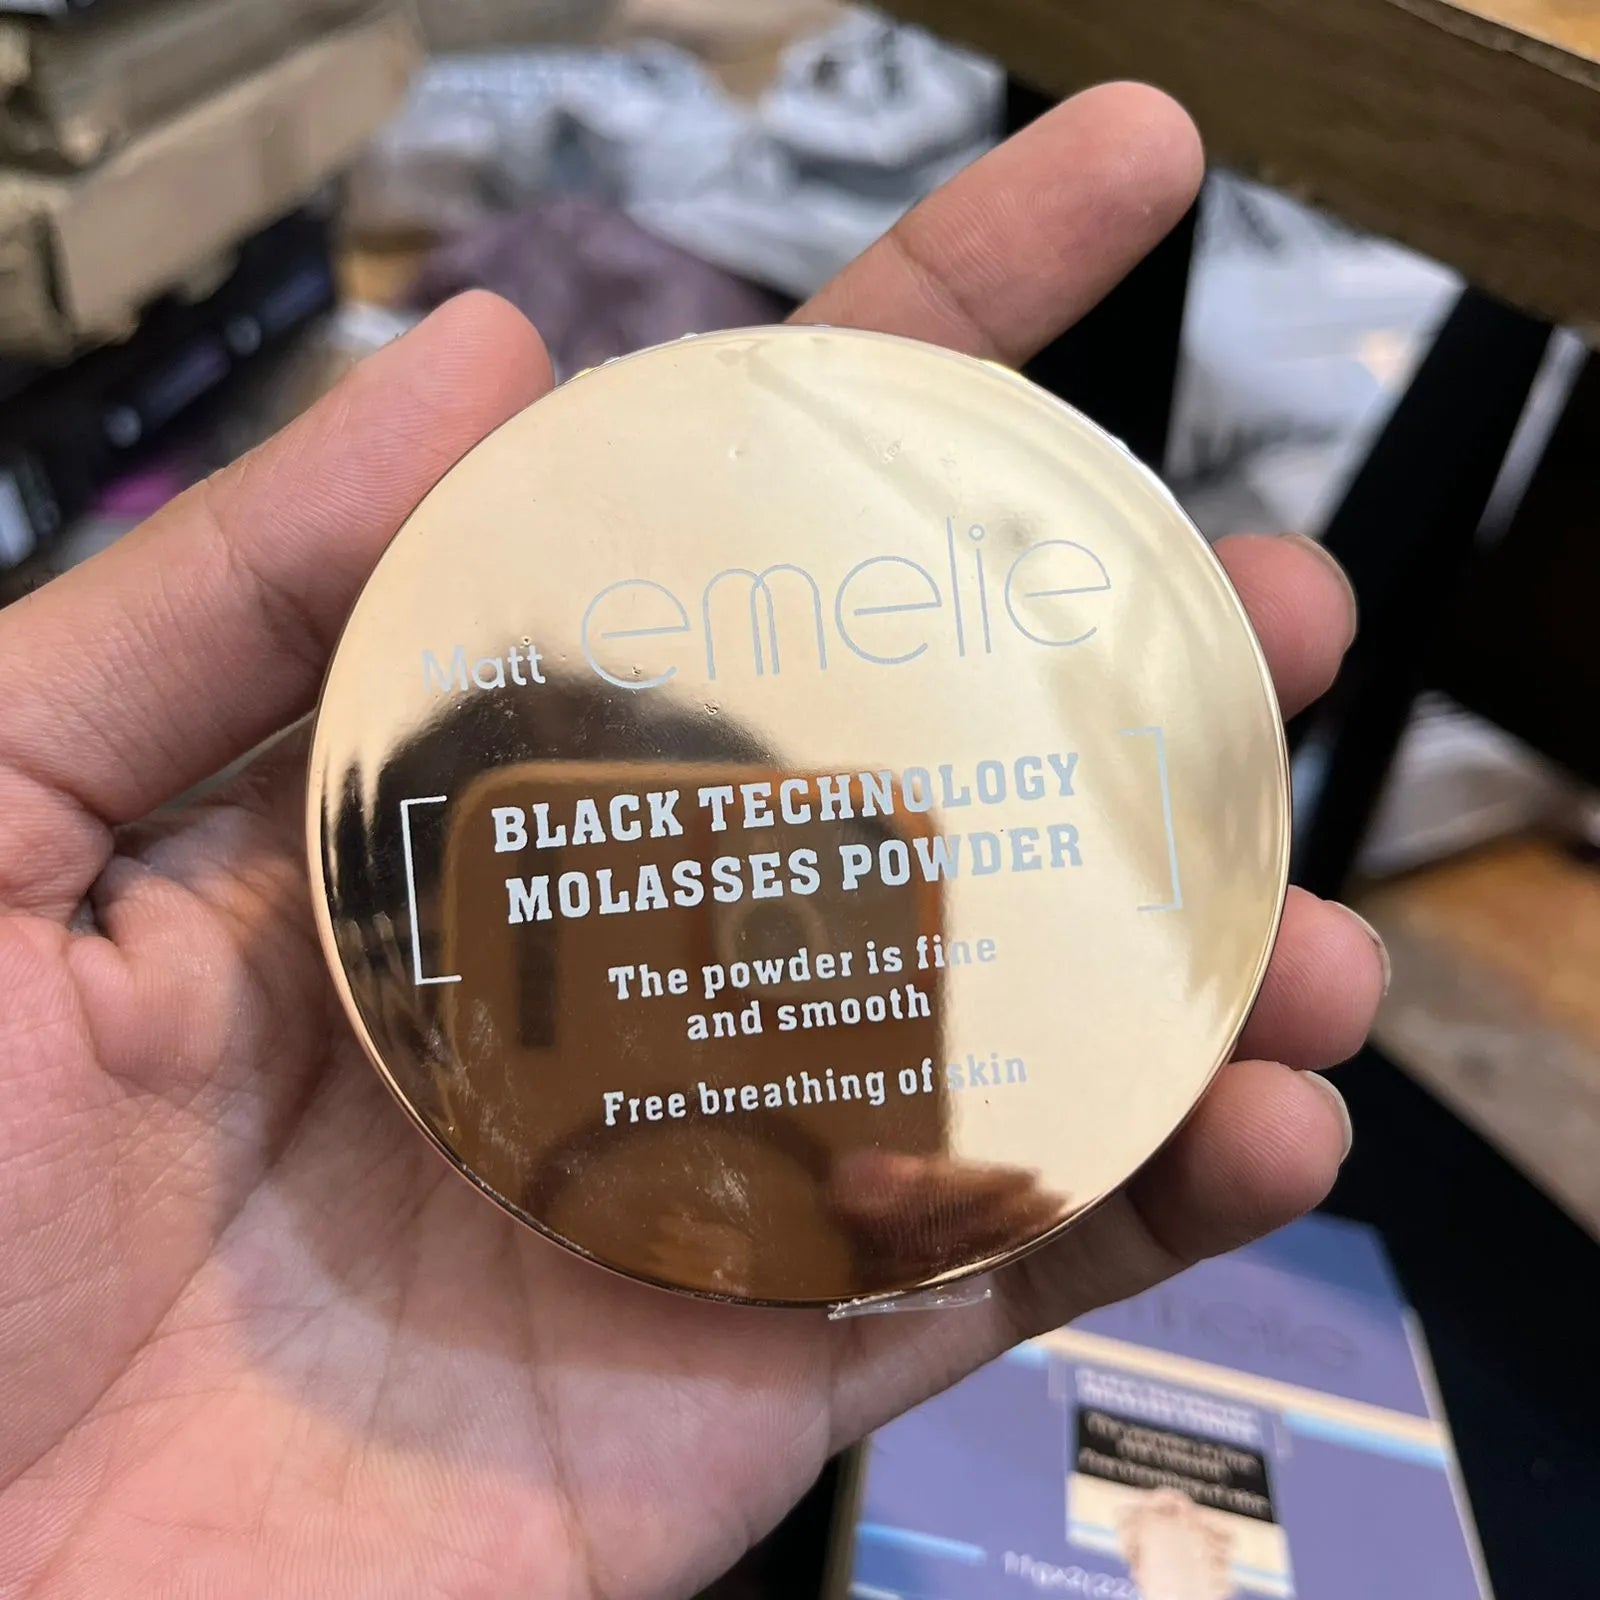 Matt emelie
BLACK TECHNOLOGY
MOLASSES POWDER
The powder is fine
and smooth
Free breathing of skin